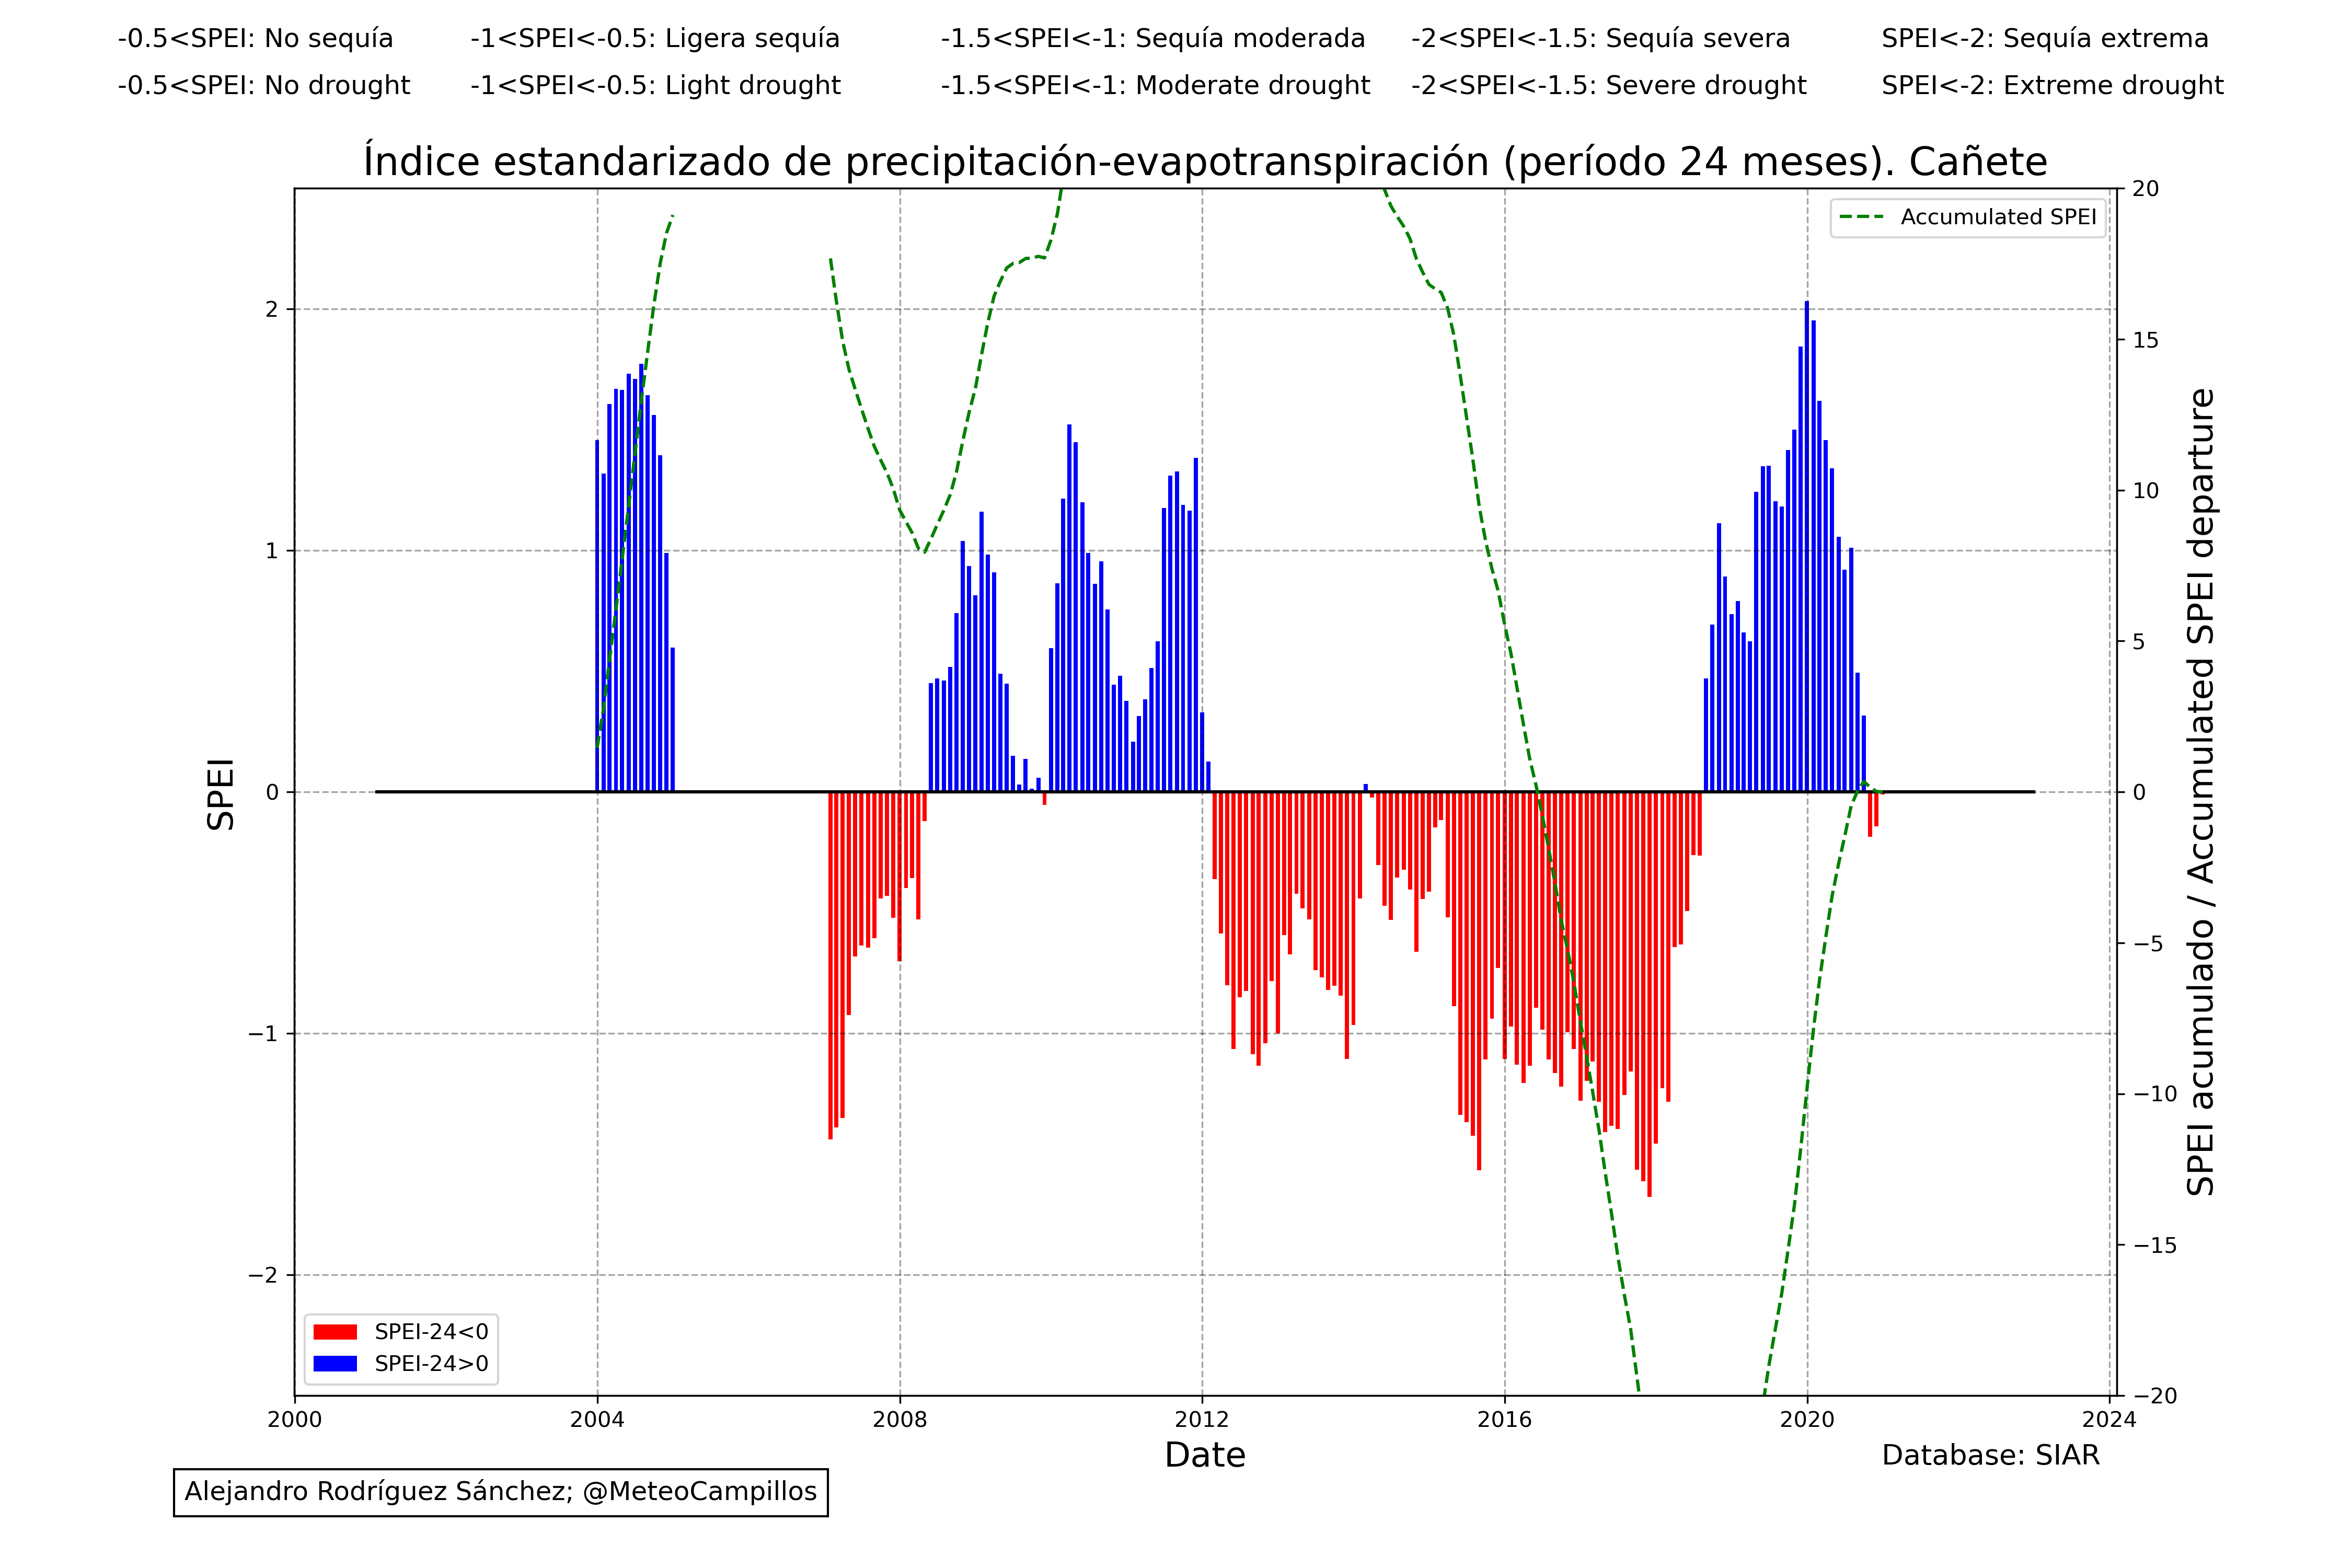 -0.5<SPEI: No sequía -1<SPEI<-0.5: Ligera sequía -1.5<SPEI<-1: Sequía moderada -2<SPEI<-1.5: Sequía severa SPEI<-2: Sequía extrema
-0.5<SPEI: No drought -1<SPEI<-0.5: Light drought -1.5<SPEI<-1: Moderate drought -2<SPEI<-1.5: Severe drought SPEI<-2: Extreme drought
Índice estandarizado de precipitación-evapotranspiración (período 24 meses). Cañete
Accumulated SPEI
SPEI
2
1
0
−1
−2
20
15
10
5
0
−5
−10
−15
−20
SPEI acumulado / Accumulated SPEI departure
SPEI-24<0
SPEI-24>0
2000 2004 2008 2012 2016 2020 2024
Date
Database: SIAR
Alejandro Rodríguez Sánchez; @MeteoCampillos